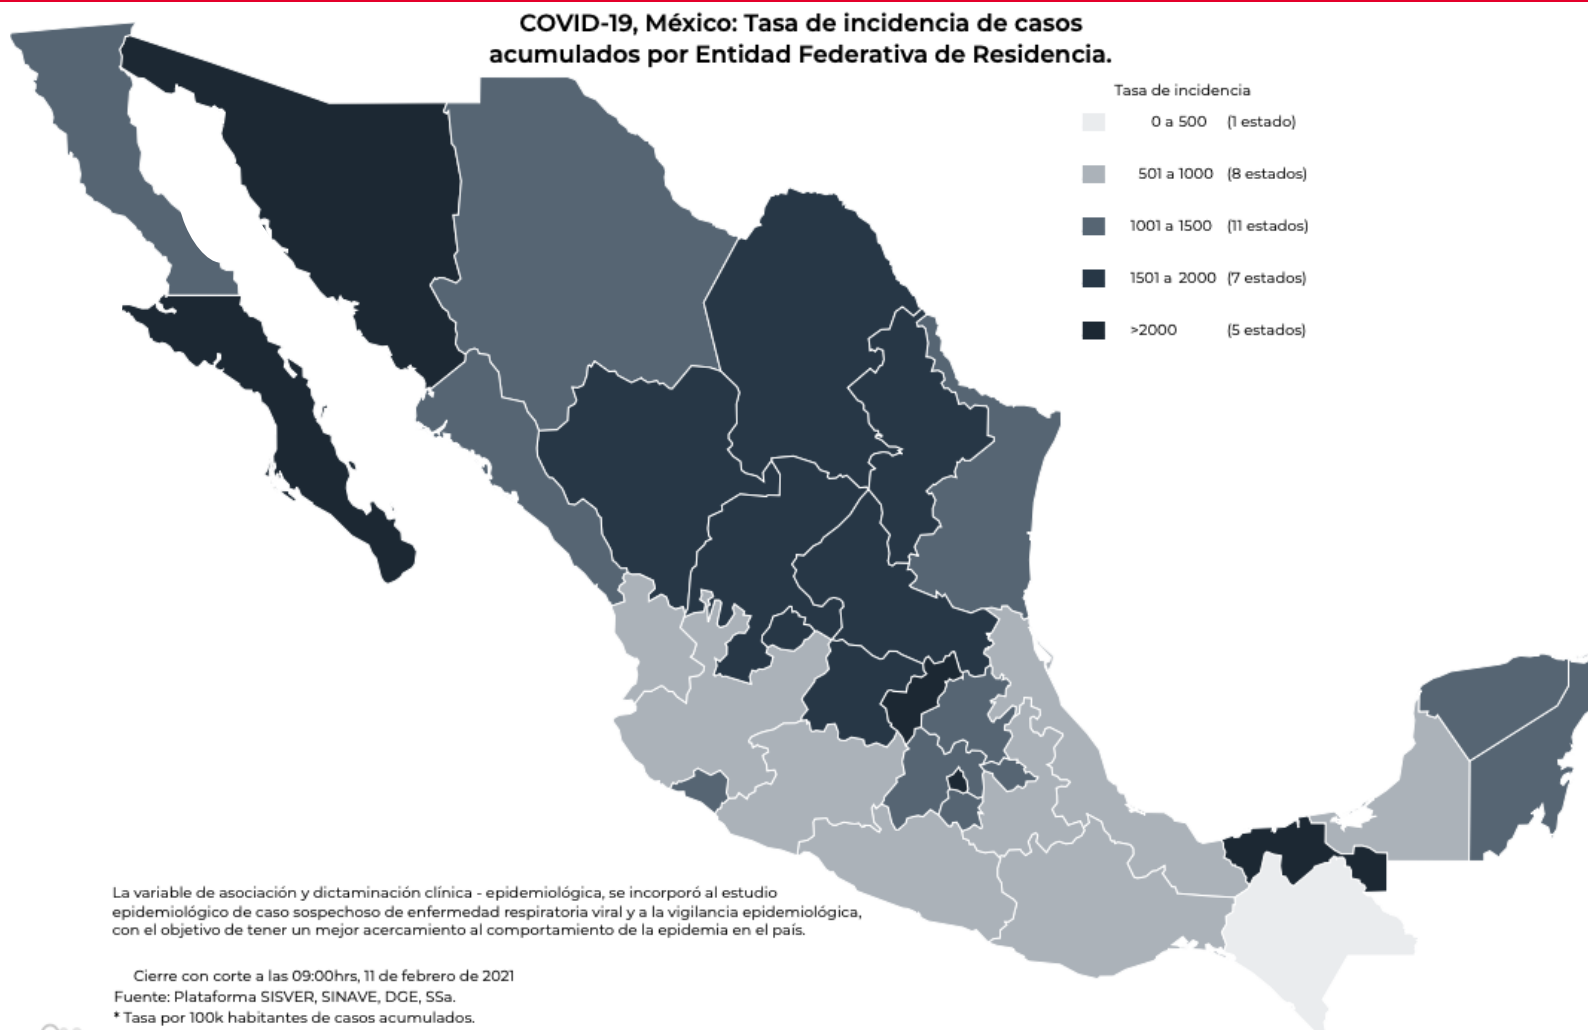 COVID-19, México: Tasa de incidencia de casos
acumulados por Entidad Federativa de Residencia.
Tasa de incidencia
0 a 500 (1 estado)
501 a 1000 (8 estados)
1001 a 1500 (11 estados)
1501 a 2000 (7 estados)
>2000 (5 estados)
La variable de asociación y dictaminación clínica - epidemiológica, se incorporó al estudio
epidemiológico de caso sospechoso de enfermedad respiratoria viral y a la vigilancia epidemiológica,
con el objetivo de tener un mejor acercamiento al comportamiento de la epidemia en el país.
Cierre con corte a las 09:00hrs, 11 de febrero de 2021
Fuente: Plataforma SISVER, SINAVE, DGE, SSa.
* Tasa por 100k habitantes de casos acumulados.